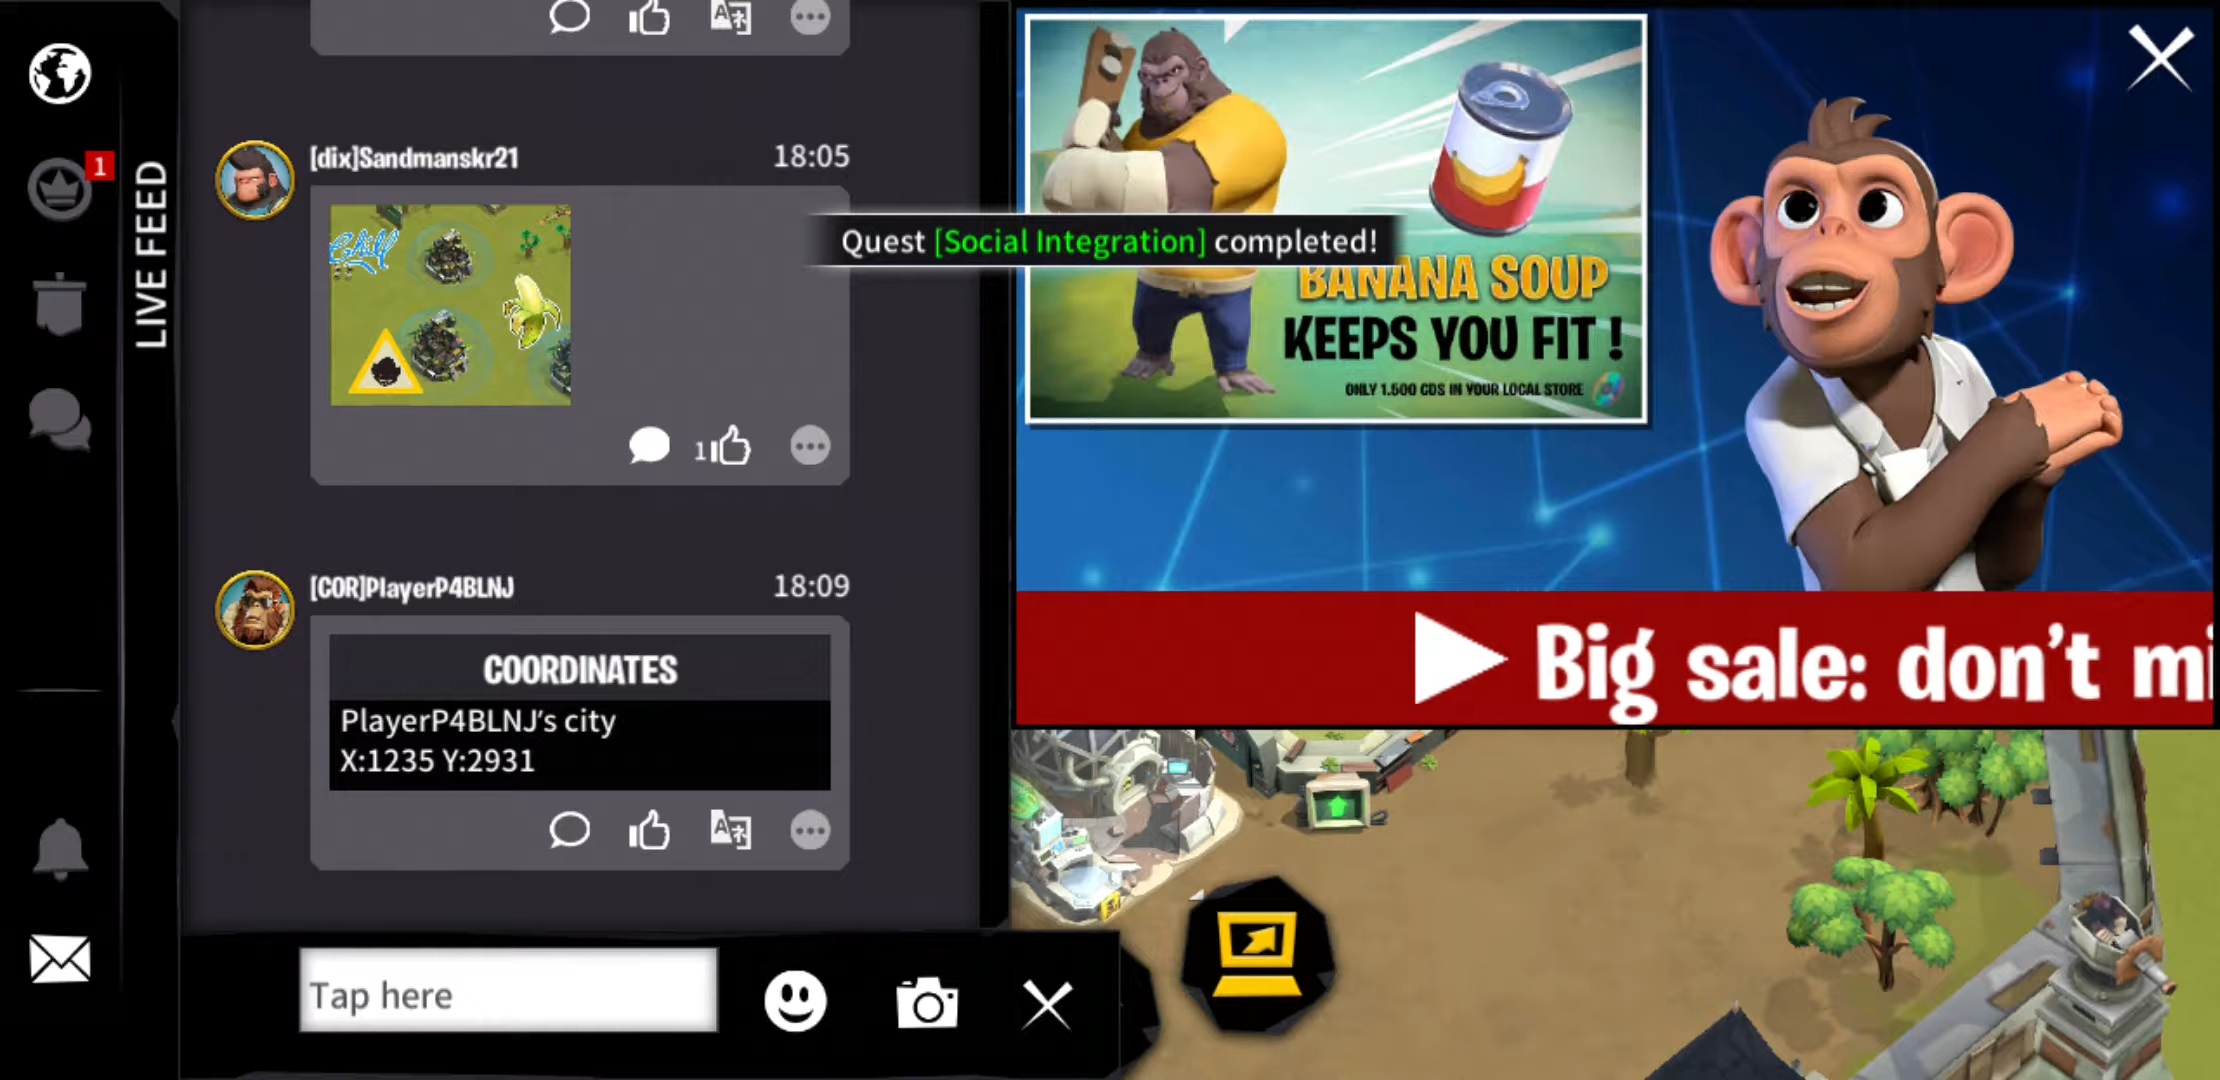 LIVE FEED
1
[dix]Sandmanskr21
18:05
Chill
1
[COR]PlayerP4BLNJ
18:09
COORDINATES
PlayerP4BLNJ's city
X:1235 Y:2931
Tap here
Quest [Social Integration] completed!
BANANA SOUP
KEEPS YOU FIT !
ONLY 1.500 CDS IN YOUR LOCAL STORE
Big sale: don't mi